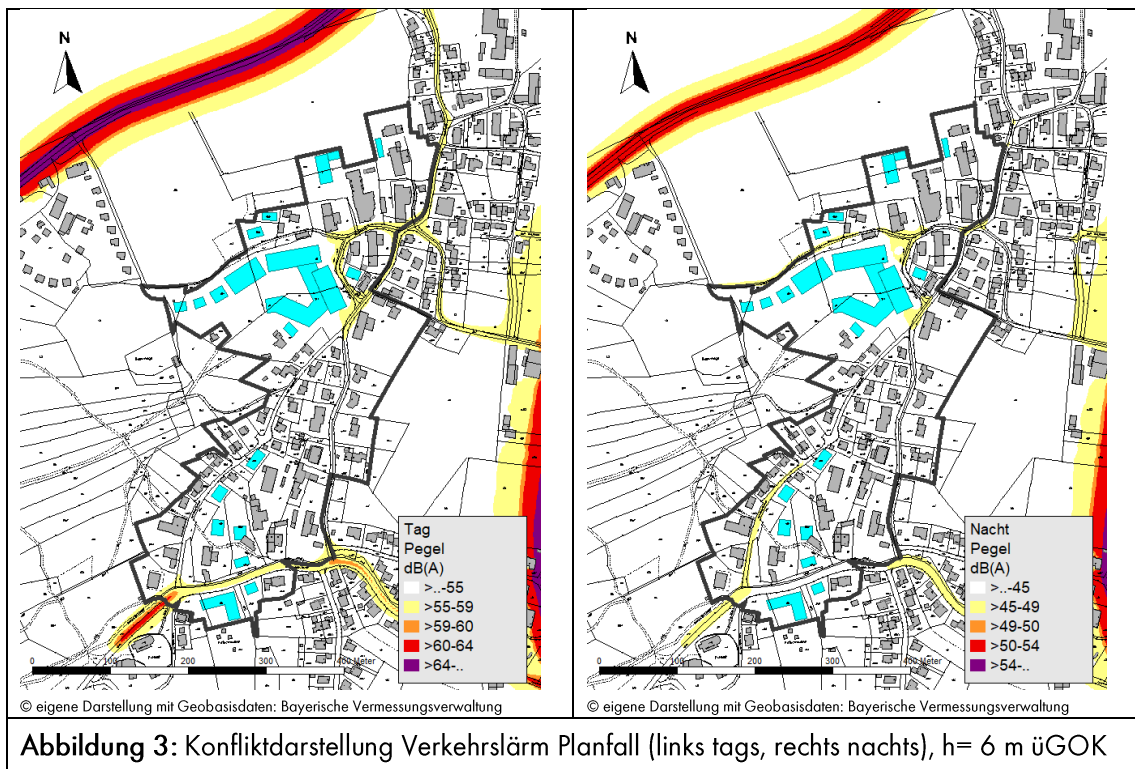 N
Tag
Pegel
dB(A)
>..-55
>55-59
>59-60
>60-64
>64-..
0 100 200 300 400 Meter
© eigene Darstellung mit Geobasisdaten: Bayerische Vermessungsverwaltung
N
Nacht
Pegel
dB(A)
>..-45
>45-49
>49-50
>50-54
>54-..
0 100 200 300 400 Meter
© eigene Darstellung mit Geobasisdaten: Bayerische Vermessungsverwaltung
Abbildung 3: Konfliktdarstellung Verkehrslärm Planfall (links tags, rechts nachts), h= 6 m üGOK